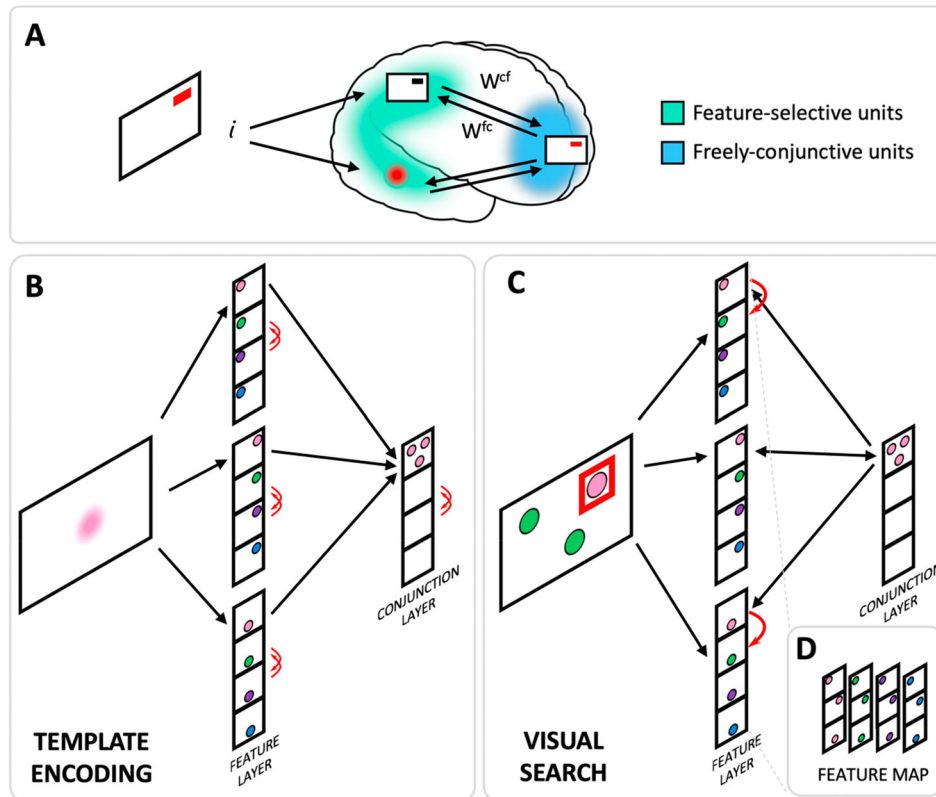 A
i
W^cf
W^fc
Feature-selective units
Freely-conjunctive units
B
FEATURE
LAYER
CONJUNCTION
LAYER
TEMPLATE
ENCODING
C
FEATURE
LAYER
CONJUNCTION
LAYER
VISUAL
SEARCH
D
FEATURE MAP